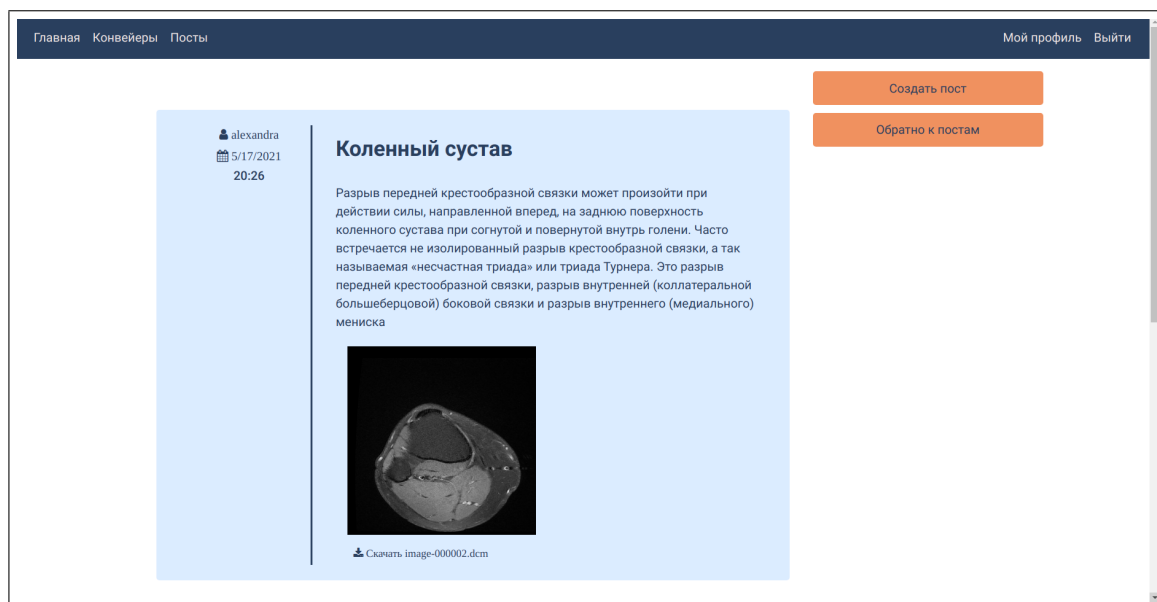 Главная Конвейеры Посты Мой профиль Выйти
Создать пост
Обратно к постам
alexandra
5/17/2021
20:26
Коленный сустав
Разрыв передней крестообразной связки может произойти при
действии силы, направленной вперед, на заднюю поверхность
коленного сустава при согнутой и повернутой внутрь голени. Часто
встречается не изолированный разрыв крестообразной связки, а так
называемая «несчастная триада» или триада Турнера. Это разрыв
передней крестообразной связки, разрыв внутренней (коллатеральной
большеберцовой) боковой связки и разрыв внутреннего (медиального)
мениска
Скачать image-000002.dcm